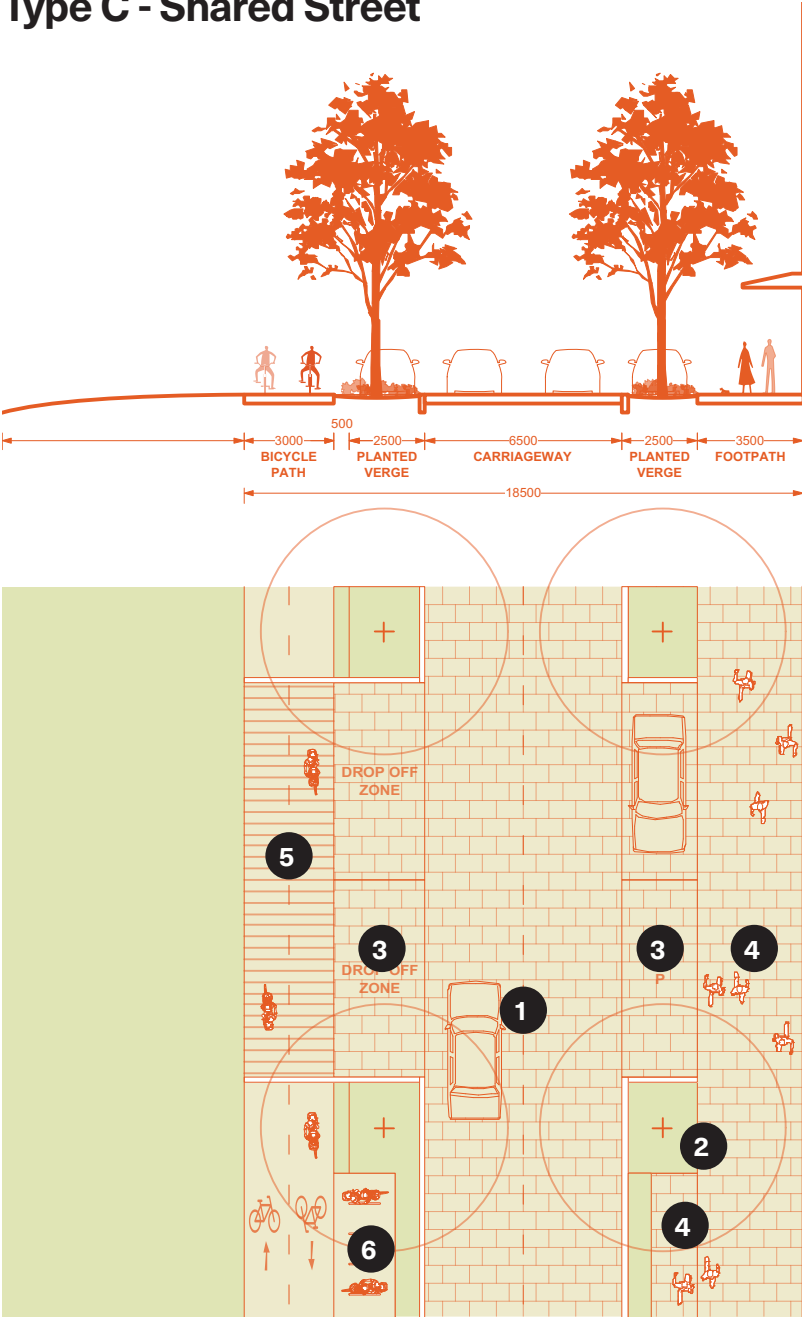 Type C - Shared Street
500
3000 2500 6500 2500 3500
BICYCLE PATH
PLANTED VERGE
CARRIAGEWAY
PLANTED VERGE
FOOTPATH
18500
DROP OFF
ZONE
5
3
3
4
DROP OFF
ZONE
P
1
2
4
6